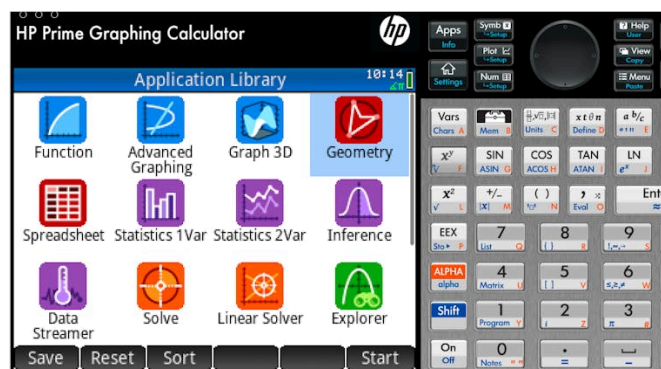 HP Prime Graphing Calculator
hp
Application Library
10:14
∡π
Function
Advanced
Graphing
Graph 3D
Geometry
Spreadsheet
Statistics 1Var
Statistics 2Var
Inference
Data
Streamer
Solve
Linear Solver
Explorer
Save Reset Sort Start
Apps
Info
Symb
Setup
Help
User
Plot
Setup
View
Copy
Settings
Num
Setup
Menu
Paste
Vars
Chars A
Mem B
Units C
x t θ n
Define D
a b/c
E
xʸ
F
SIN
ASIN G
COS
ACOS H
TAN
ATAN I
LN
eˣ J
x²
√ L
+/-
|x| M
( )
N
,
Eval O
Ent
≈
EEX
Sto ▸ P
7
List Q
8
{ } R
9
S
ALPHA
alpha
4
Matrix U
5
[ ] V
6
≤,≥,≠ W
Shift
1
Program Y
2
i Z
3
π #
On
Off
0
Notes " "
.
=
_